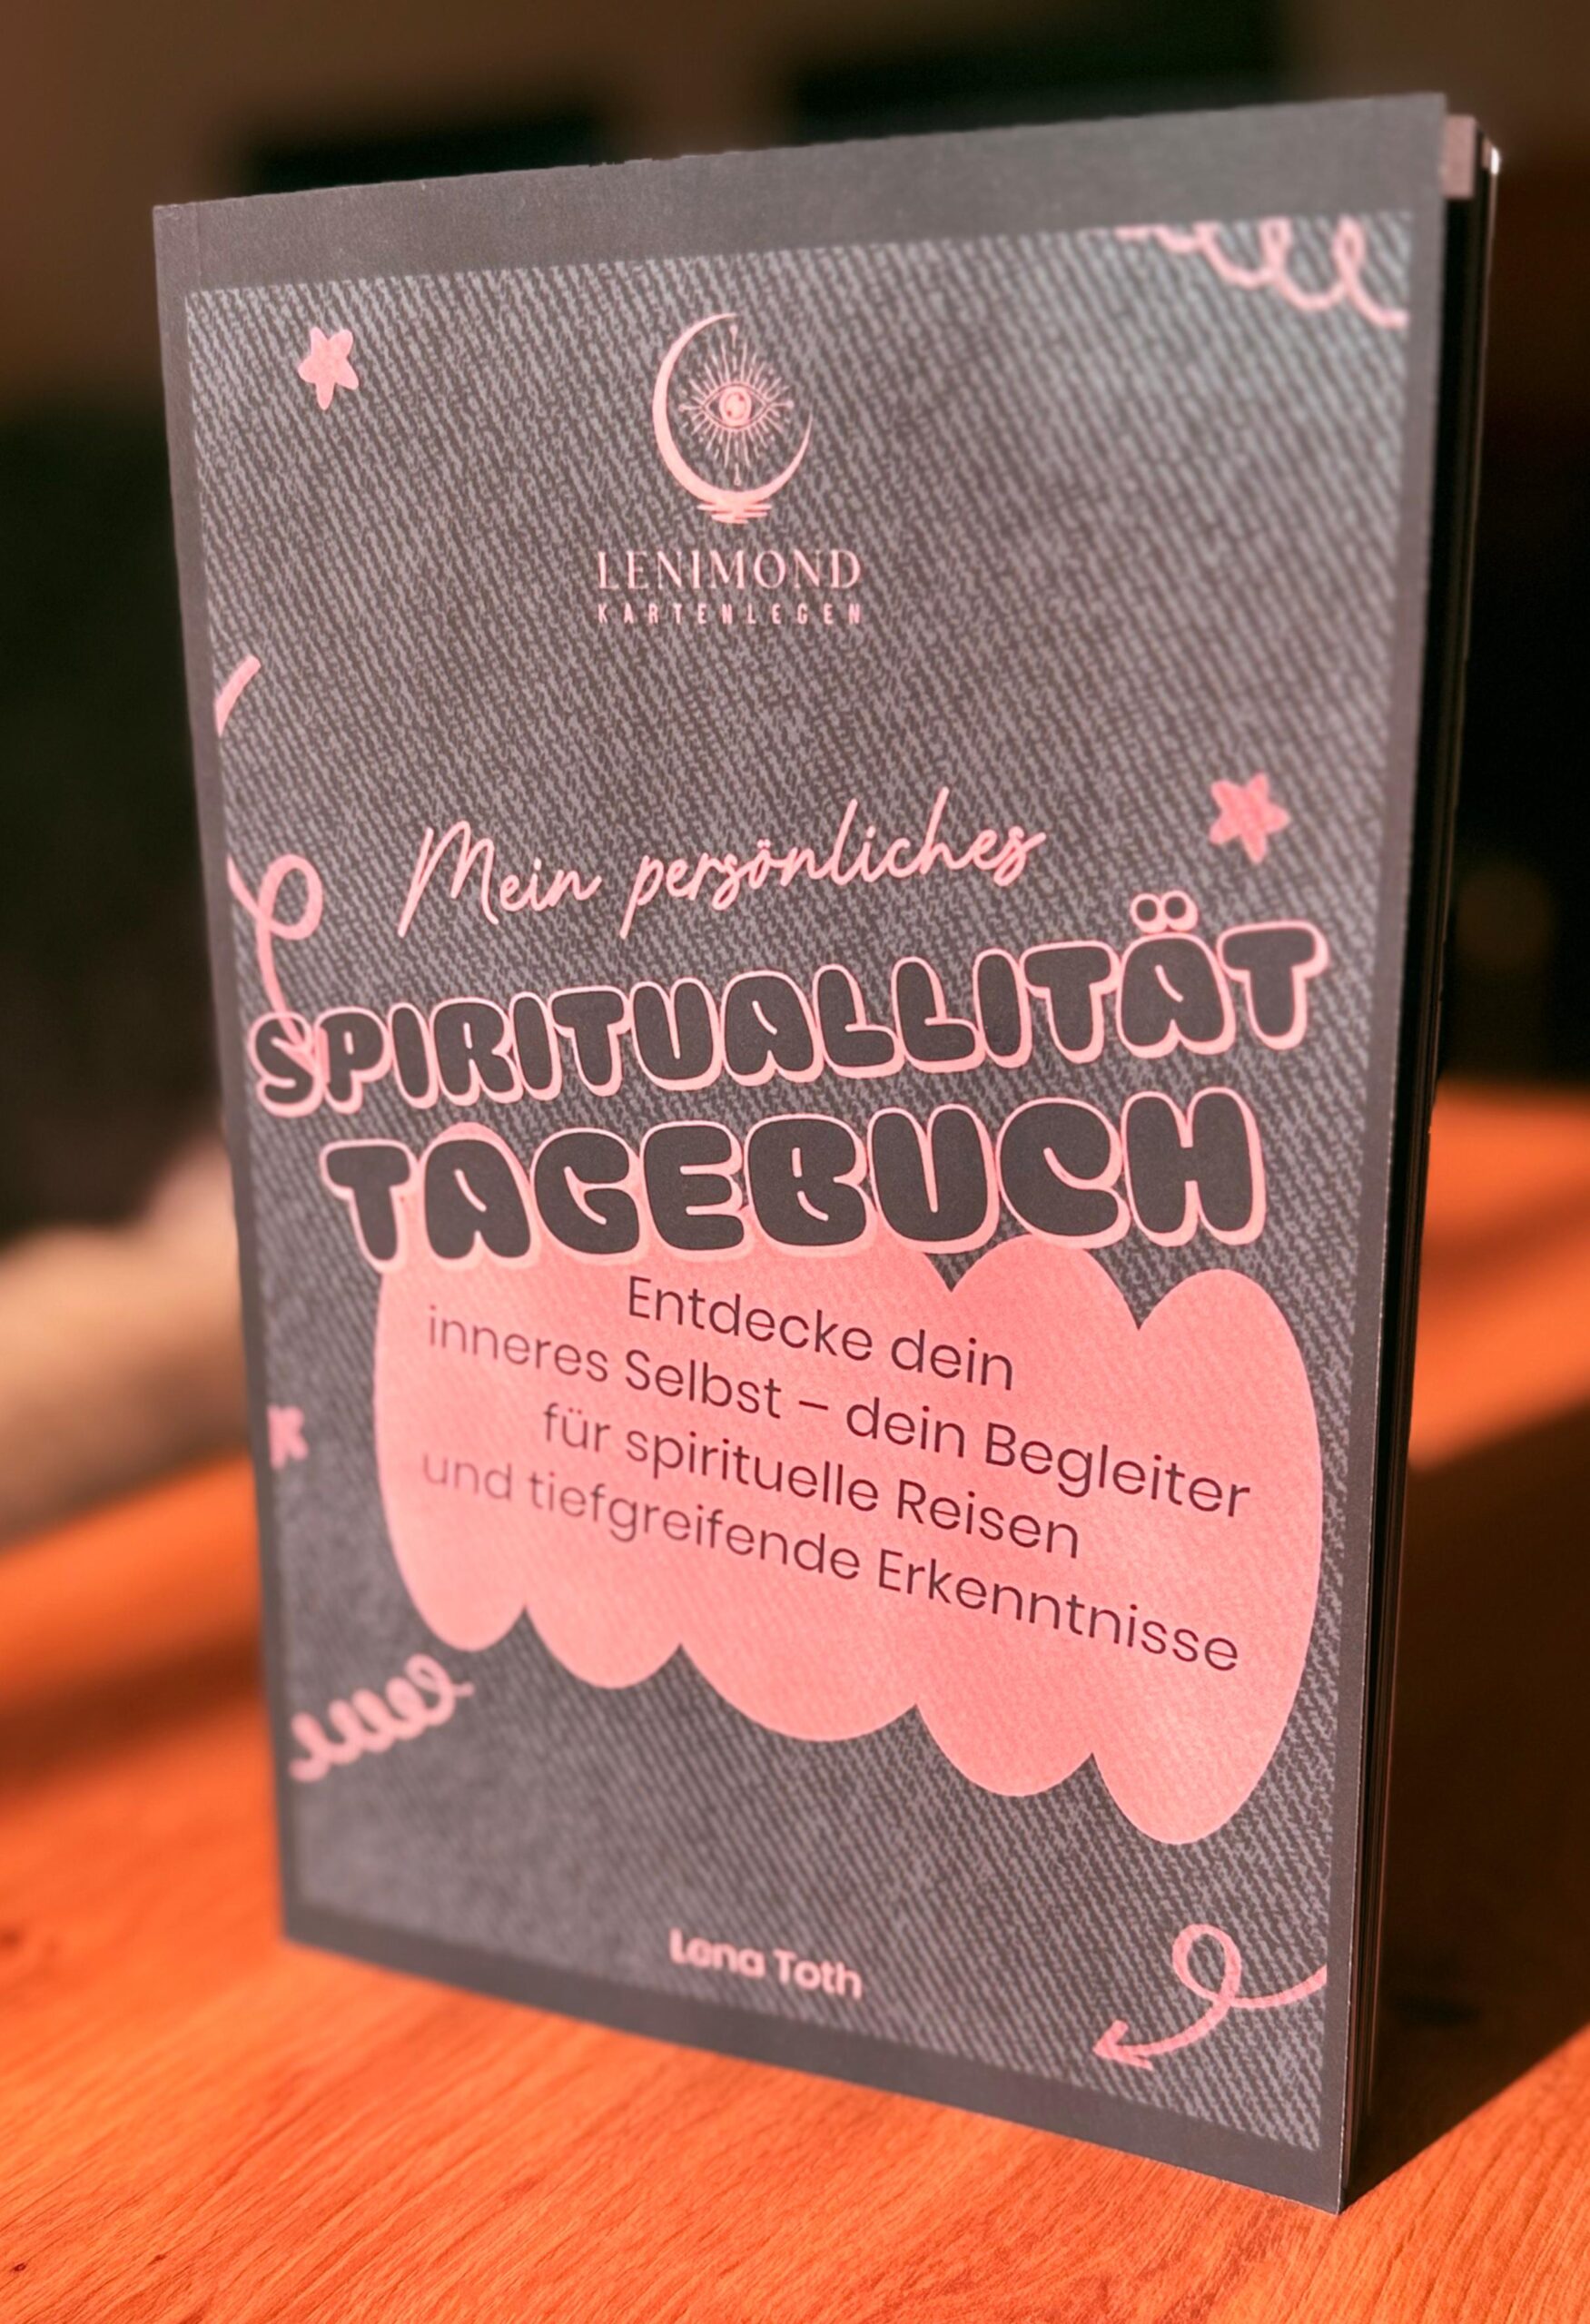 LENIMOND
KARTENLEGEN
Mein persönliches
SPIRITUALLITÄT
TAGEBUCH
Entdecke dein
inneres Selbst – dein Begleiter
für spirituelle Reisen
und tiefgreifende Erkenntnisse
Lena Toth